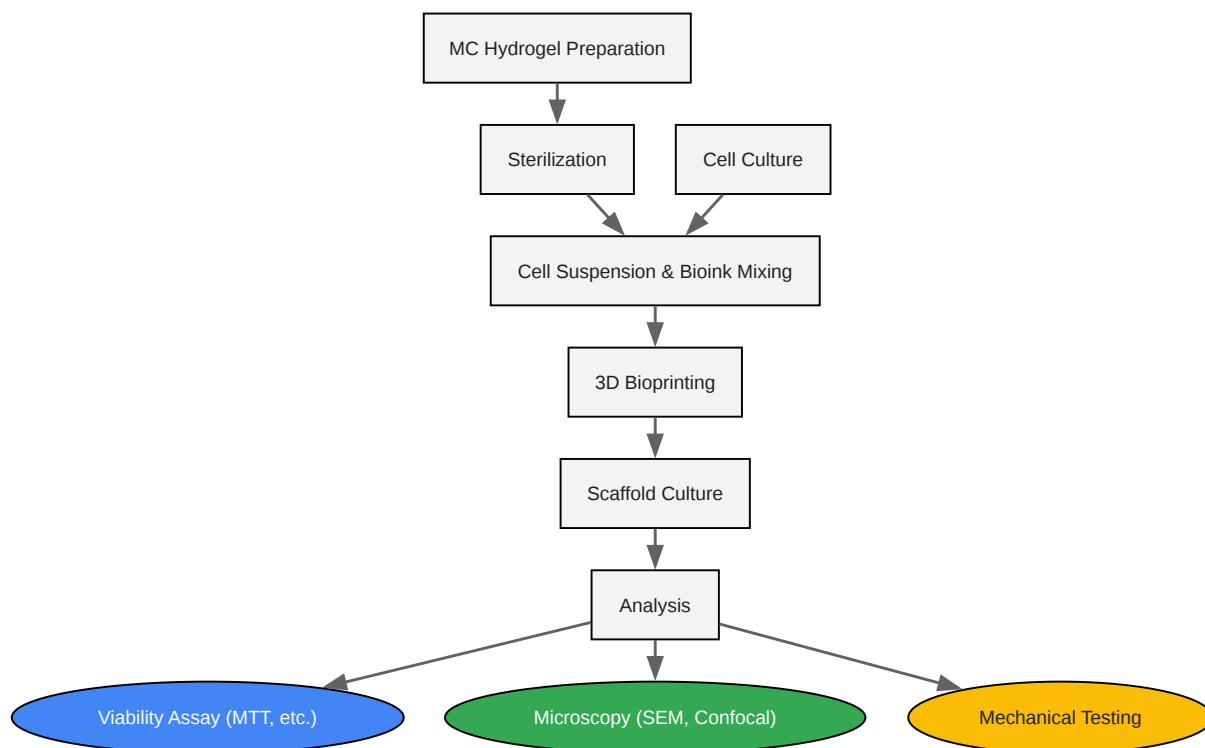 MC Hydrogel Preparation
Sterilization
Cell Culture
Cell Suspension & Bioink Mixing
3D Bioprinting
Scaffold Culture
Analysis
Viability Assay (MTT, etc.)
Microscopy (SEM, Confocal)
Mechanical Testing